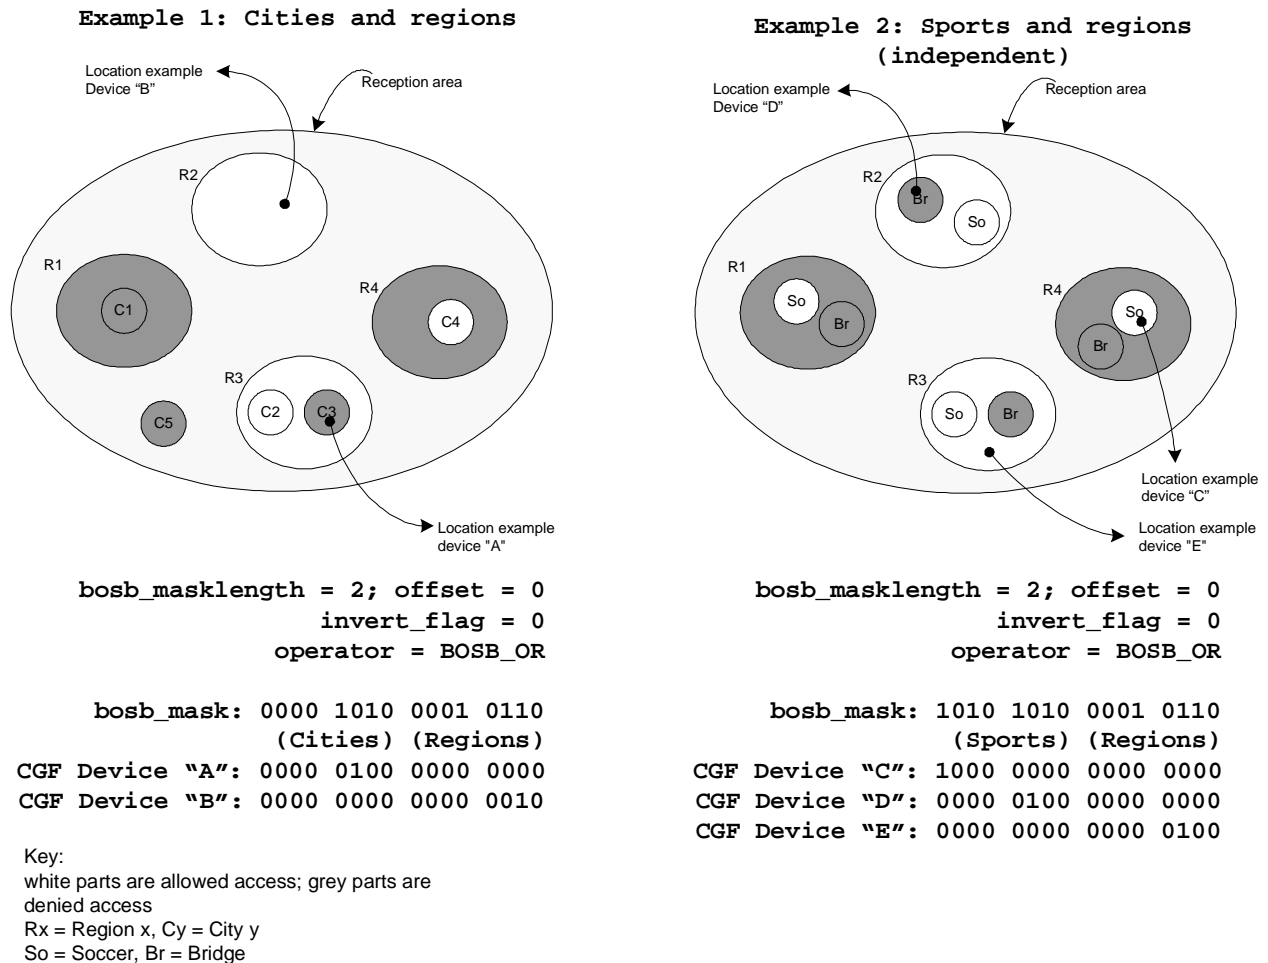 Example 1: Cities and regions
Location example
Device “B”
Reception area
R2
R1
C1
R4
C4
R3
C2
C3
C5
Location example
device "A"
bosb_masklength = 2; offset = 0
invert_flag = 0
operator = BOSB_OR
bosb_mask: 0000 1010 0001 0110
(Cities) (Regions)
CGF Device “A”: 0000 0100 0000 0000
CGF Device “B”: 0000 0000 0000 0010
Key:
white parts are allowed access; grey parts are
denied access
Rx = Region x, Cy = City y
So = Soccer, Br = Bridge
Example 2: Sports and regions
(independent)
Location example
Device “D”
Reception area
R2
Br
So
R1
So
Br
R4
So
Br
R3
So
Br
Location example
device “C”
Location example
device "E"
bosb_masklength = 2; offset = 0
invert_flag = 0
operator = BOSB_OR
bosb_mask: 1010 1010 0001 0110
(Sports) (Regions)
CGF Device “C”: 1000 0000 0000 0000
CGF Device “D”: 0000 0100 0000 0000
CGF Device “E”: 0000 0000 0000 0100